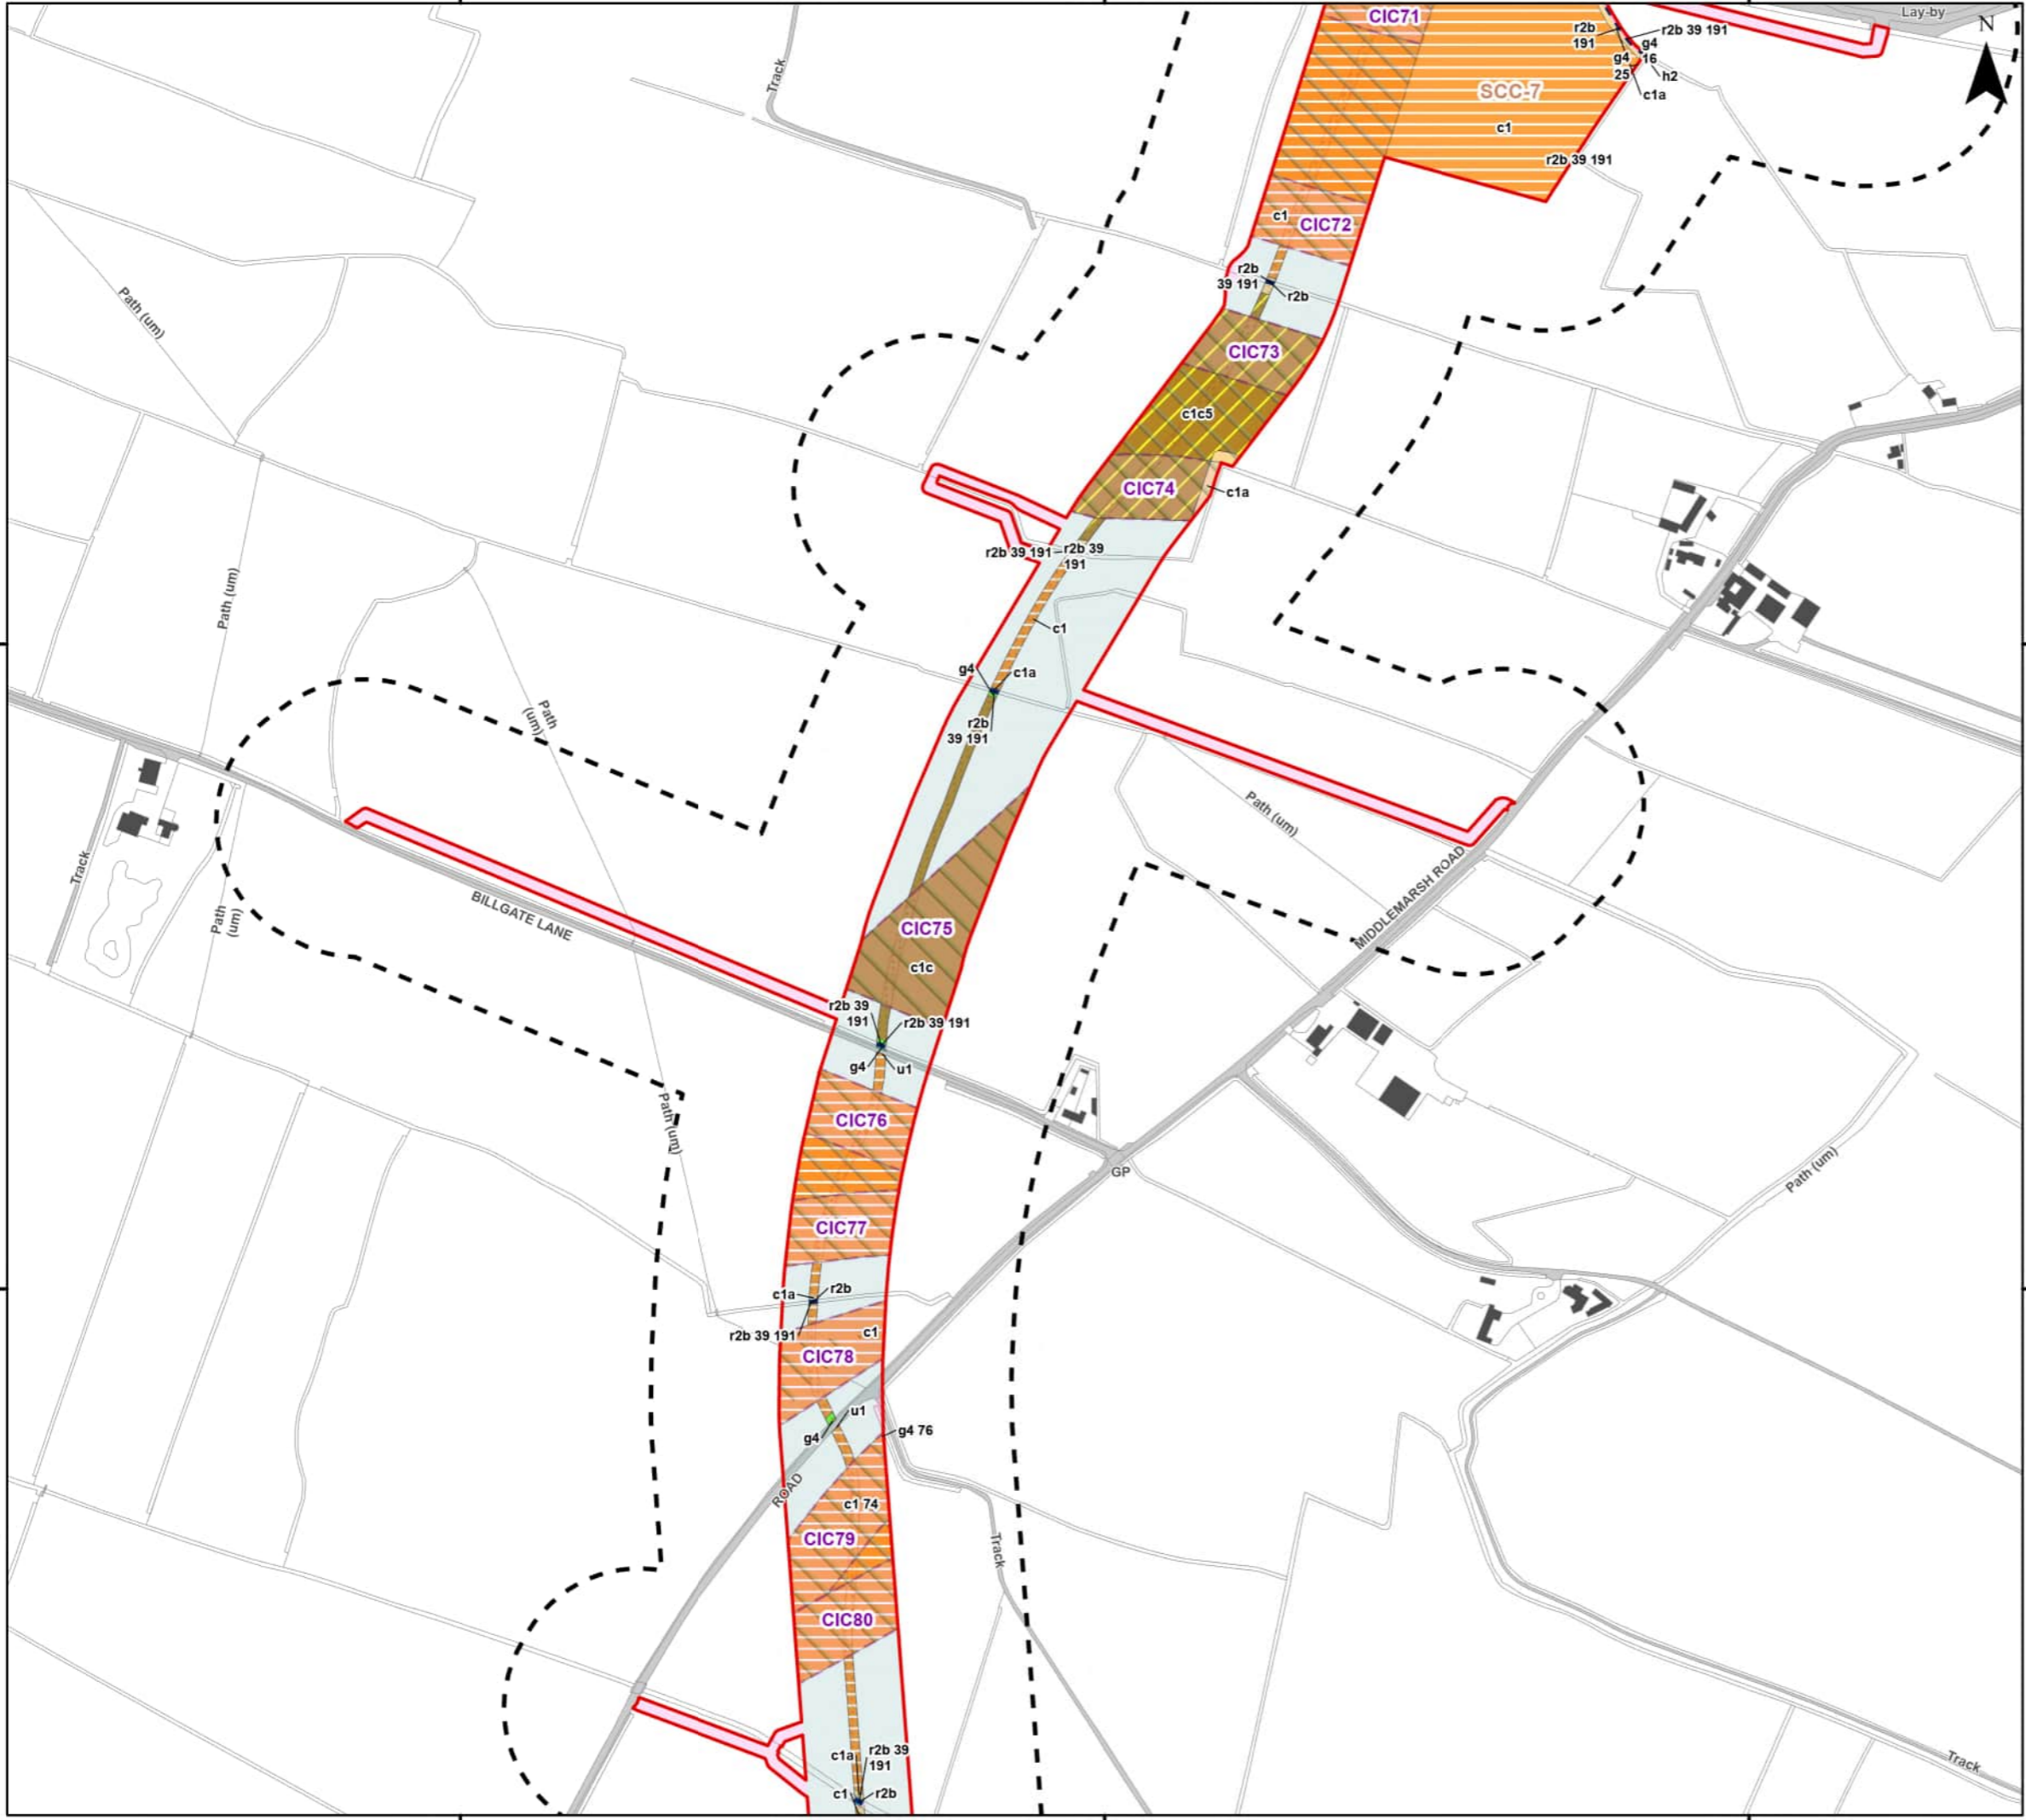 CIC71
Lay-by
N
r2b
191
r2b 39 191
g4
16
g4
25
h2
c1a
SCC-7
c1
r2b 39 191
Track
c1
CIC72
r2b
39 191
r2b
Path (um)
CIC73
c1c5
CIC74
c1a
r2b 39 191
r2b 39
191
c1
Path (um)
g4
c1a
r2b
39 191
Path
(um)
Path (um)
MIDDLEMARSH ROAD
Track
Path
(um)
BILLGATE LANE
CIC75
c1c
r2b 39
191
r2b 39 191
g4
u1
CIC76
Path (um)
GP
Path (um)
CIC77
c1a
r2b
r2b 39 191
c1
CIC78
u1
g4
g4 76
ROAD
c1 74
CIC79
Track
CIC80
c1a
r2b 39
191
c1
r2b
Track